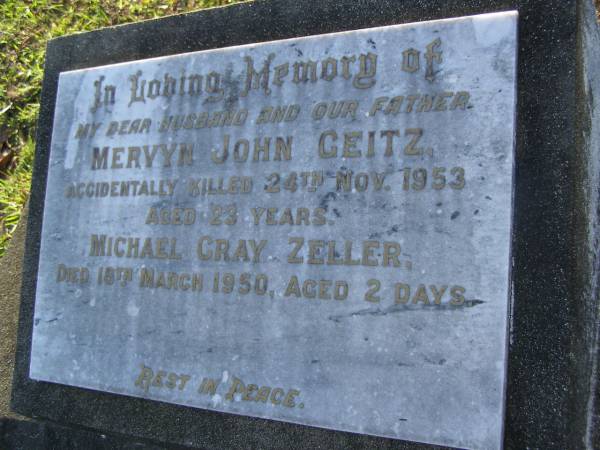 In Loving Memory of
MY DEAR HUSBAND AND OUR FATHER.
MERVYN JOHN GEITZ,
ACCIDENTALLY KILLED 24TH NOV. 1953
AGED 23 YEARS.
MICHAEL GRAY ZELLER,
DIED 18TH MARCH 1950, AGED 2 DAYS.
REST IN PEACE.